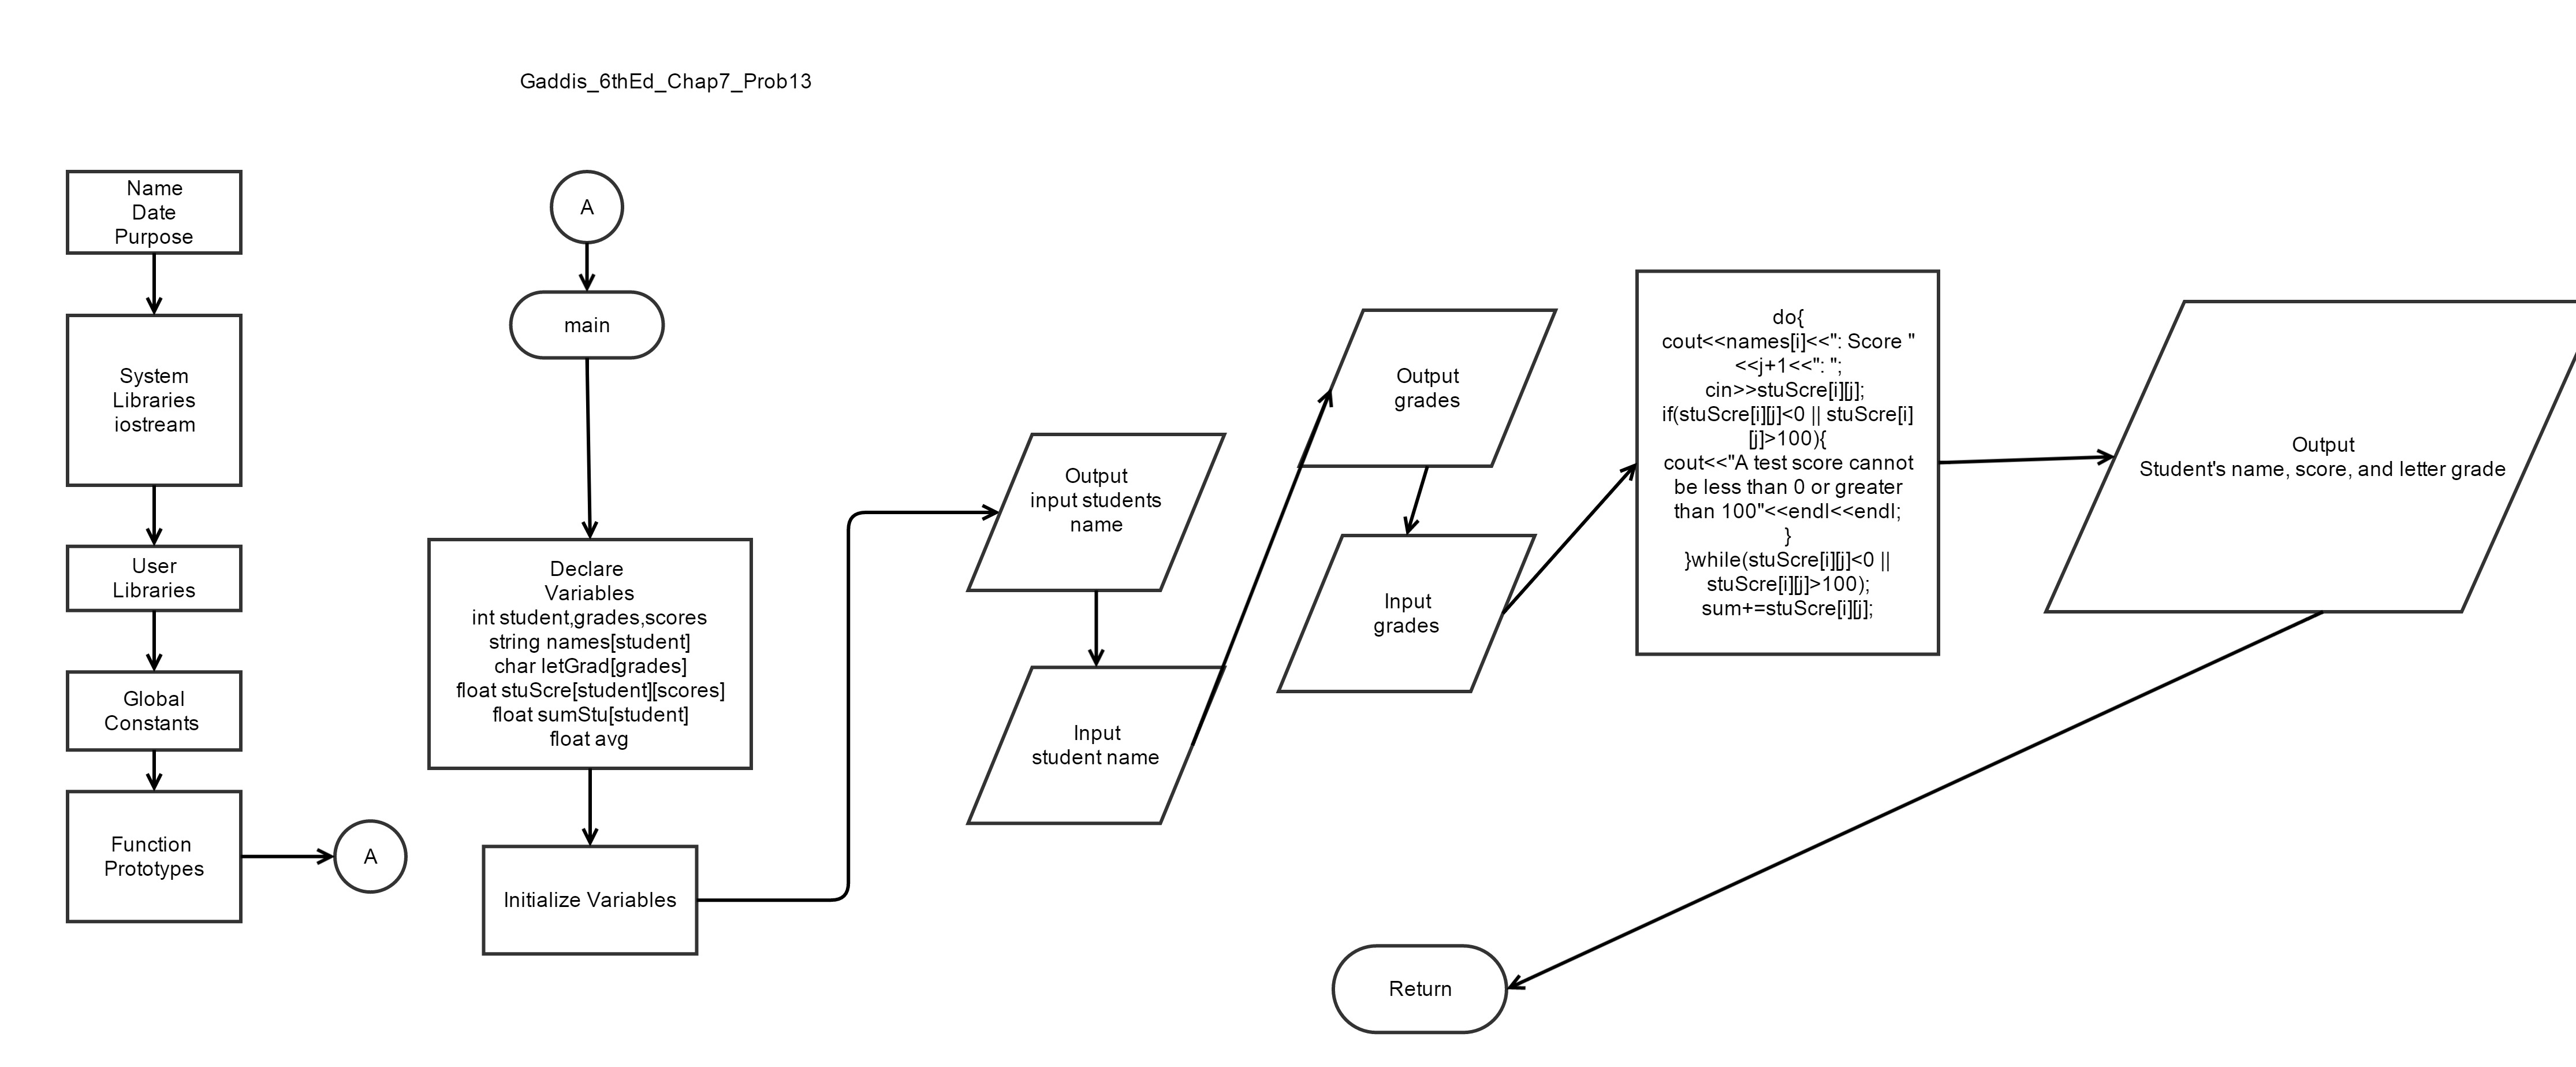 Gaddis_6thEd_Chap7_Prob13
Name
Date
Purpose
System
Libraries
iostream
User
Libraries
Global
Constants
Function
Prototypes
A
A
main
Declare
Variables
int student,grades,scores
string names[student]
char letGrad[grades]
float stuScre[student][scores]
float sumStu[student]
float avg
Initialize Variables
Output
input students
name
Input
student name
Output
grades
Input
grades
do{
cout<<names[i]<<": Score "
<<j+1<<": ";
cin>>stuScre[i][j];
if(stuScre[i][j]<0 || stuScre[i]
[j]>100){
cout<<"A test score cannot
be less than 0 or greater
than 100"<<endl<<endl;
}
}while(stuScre[i][j]<0 ||
stuScre[i][j]>100);
sum+=stuScre[i][j];
Output
Student's name, score, and letter grade
Return